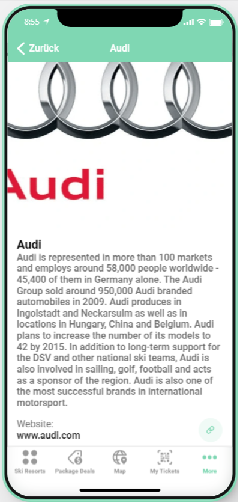 8:55
Zurück
Audi
Audi
Audi
Audi is represented in more than 100 markets
and employs around 58,000 people worldwide -
45,400 of them in Germany alone. The Audi
Group sold around 950,000 Audi branded
automobiles in 2009. Audi produces in
Ingolstadt and Neckarsulm as well as in
locations in Hungary, China and Belgium. Audi
plans to increase the number of its models to
42 by 2015. In addition to long-term support for
the DSV and other national ski teams, Audi is
also involved in sailing, golf, football and acts
as a sponsor of the region. Audi is also one of
the most successful brands in international
motorsport.
Website:
www.audi.com
Ski Resorts Package Deals Map My Tickets More